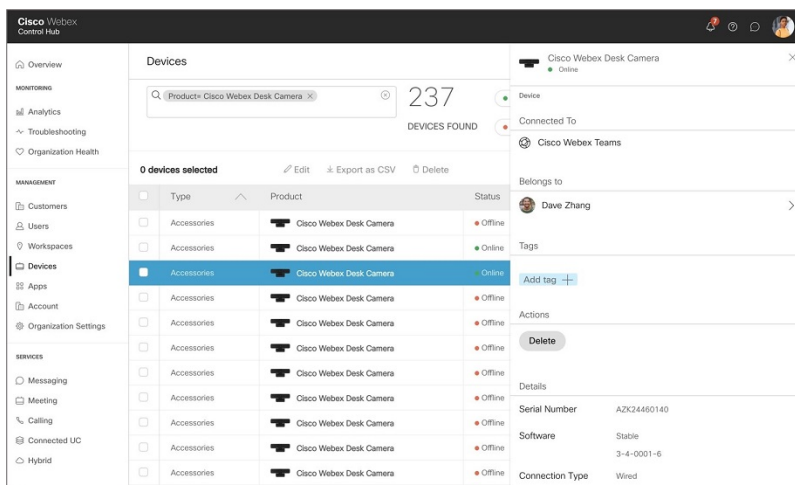 Cisco Webex
Control Hub
7
Overview
MONITORING
Analytics
Troubleshooting
Organization Health
MANAGEMENT
Customers
Users
Workspaces
Devices
Apps
Account
Organization Settings
SERVICES
Messaging
Meeting
Calling
Connected UC
Hybrid
Devices
Product= Cisco Webex Desk Camera ×
237
DEVICES FOUND
0 devices selected Edit Export as CSV Delete
Type Product Status
Accessories Cisco Webex Desk Camera Offline
Accessories Cisco Webex Desk Camera Online
Accessories Cisco Webex Desk Camera Online
Accessories Cisco Webex Desk Camera Offline
Accessories Cisco Webex Desk Camera Offline
Accessories Cisco Webex Desk Camera Offline
Accessories Cisco Webex Desk Camera Offline
Accessories Cisco Webex Desk Camera Offline
Accessories Cisco Webex Desk Camera Offline
Accessories Cisco Webex Desk Camera Offline
Accessories Cisco Webex Desk Camera Offline
Cisco Webex Desk Camera
Online
Device
Connected To
Cisco Webex Teams
Belongs to
Dave Zhang
Tags
Add tag +
Actions
Delete
Details
Serial Number AZK24460140
Software Stable
3-4-0001-6
Connection Type Wired